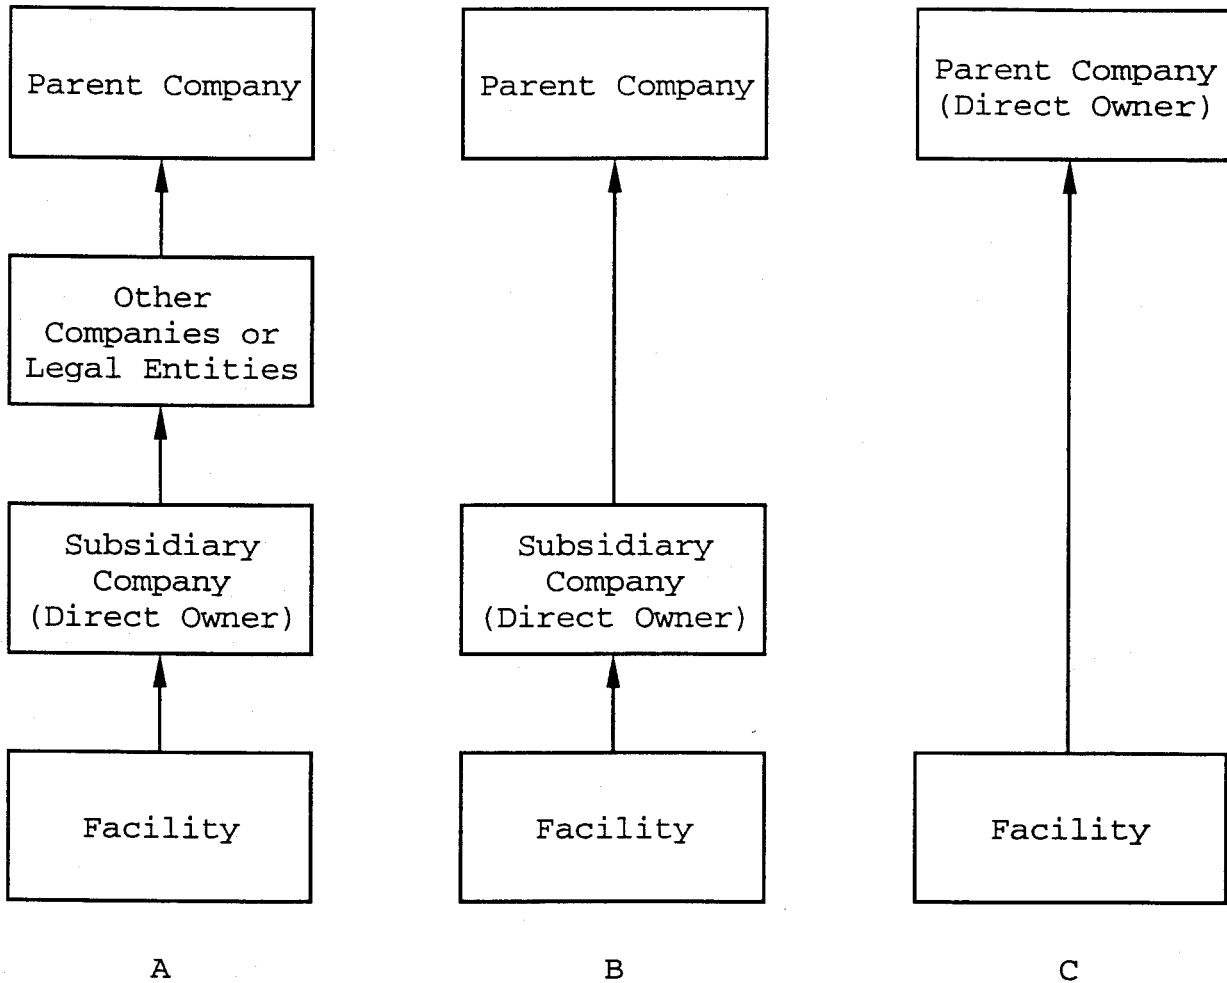 Parent Company
Other
Companies or
Legal Entities
Subsidiary
Company
(Direct Owner)
Facility
A
Parent Company
Subsidiary
Company
(Direct Owner)
Facility
B
Parent Company
(Direct Owner)
Facility
C